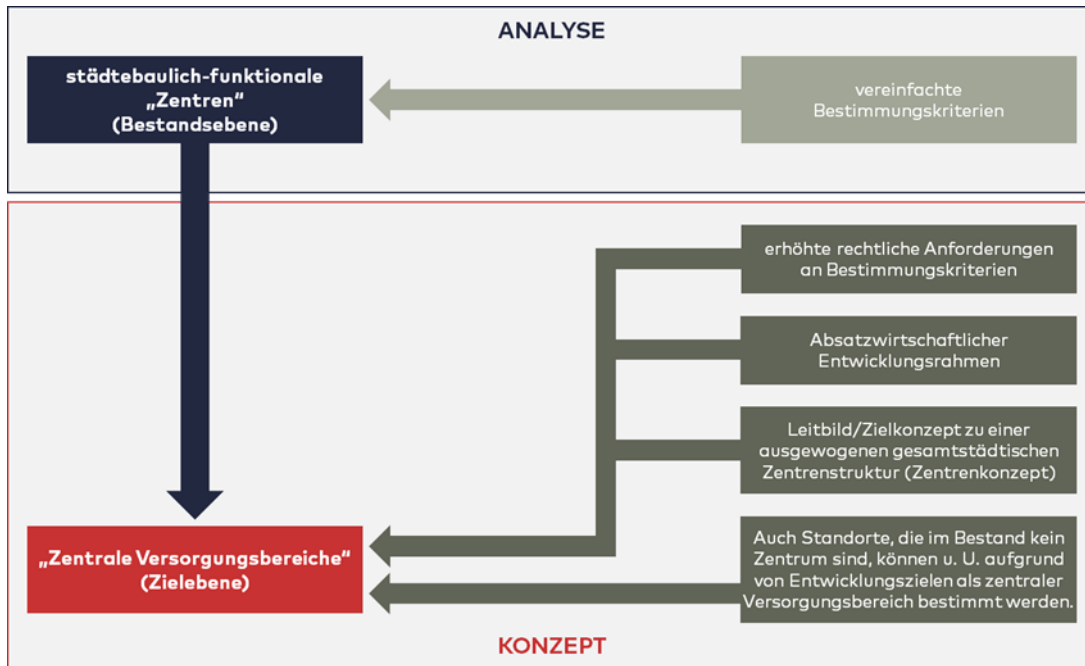 ANALYSE
städtebaulich-funktionale
„Zentren“
(Bestandsebene)
vereinfachte
Bestimmungskriterien
erhöhte rechtliche Anforderungen
an Bestimmungskriterien
Absatzwirtschaftlicher
Entwicklungsrahmen
Leitbild/Zielkonzept zu einer
ausgewogenen gesamtstädtischen
Zentrenstruktur (Zentrenkonzept)
„Zentrale Versorgungsbereiche“
(Zielebene)
Auch Standorte, die im Bestand kein
Zentrum sind, können u. U. aufgrund
von Entwicklungszielen als zentraler
Versorgungsbereich bestimmt werden.
KONZEPT